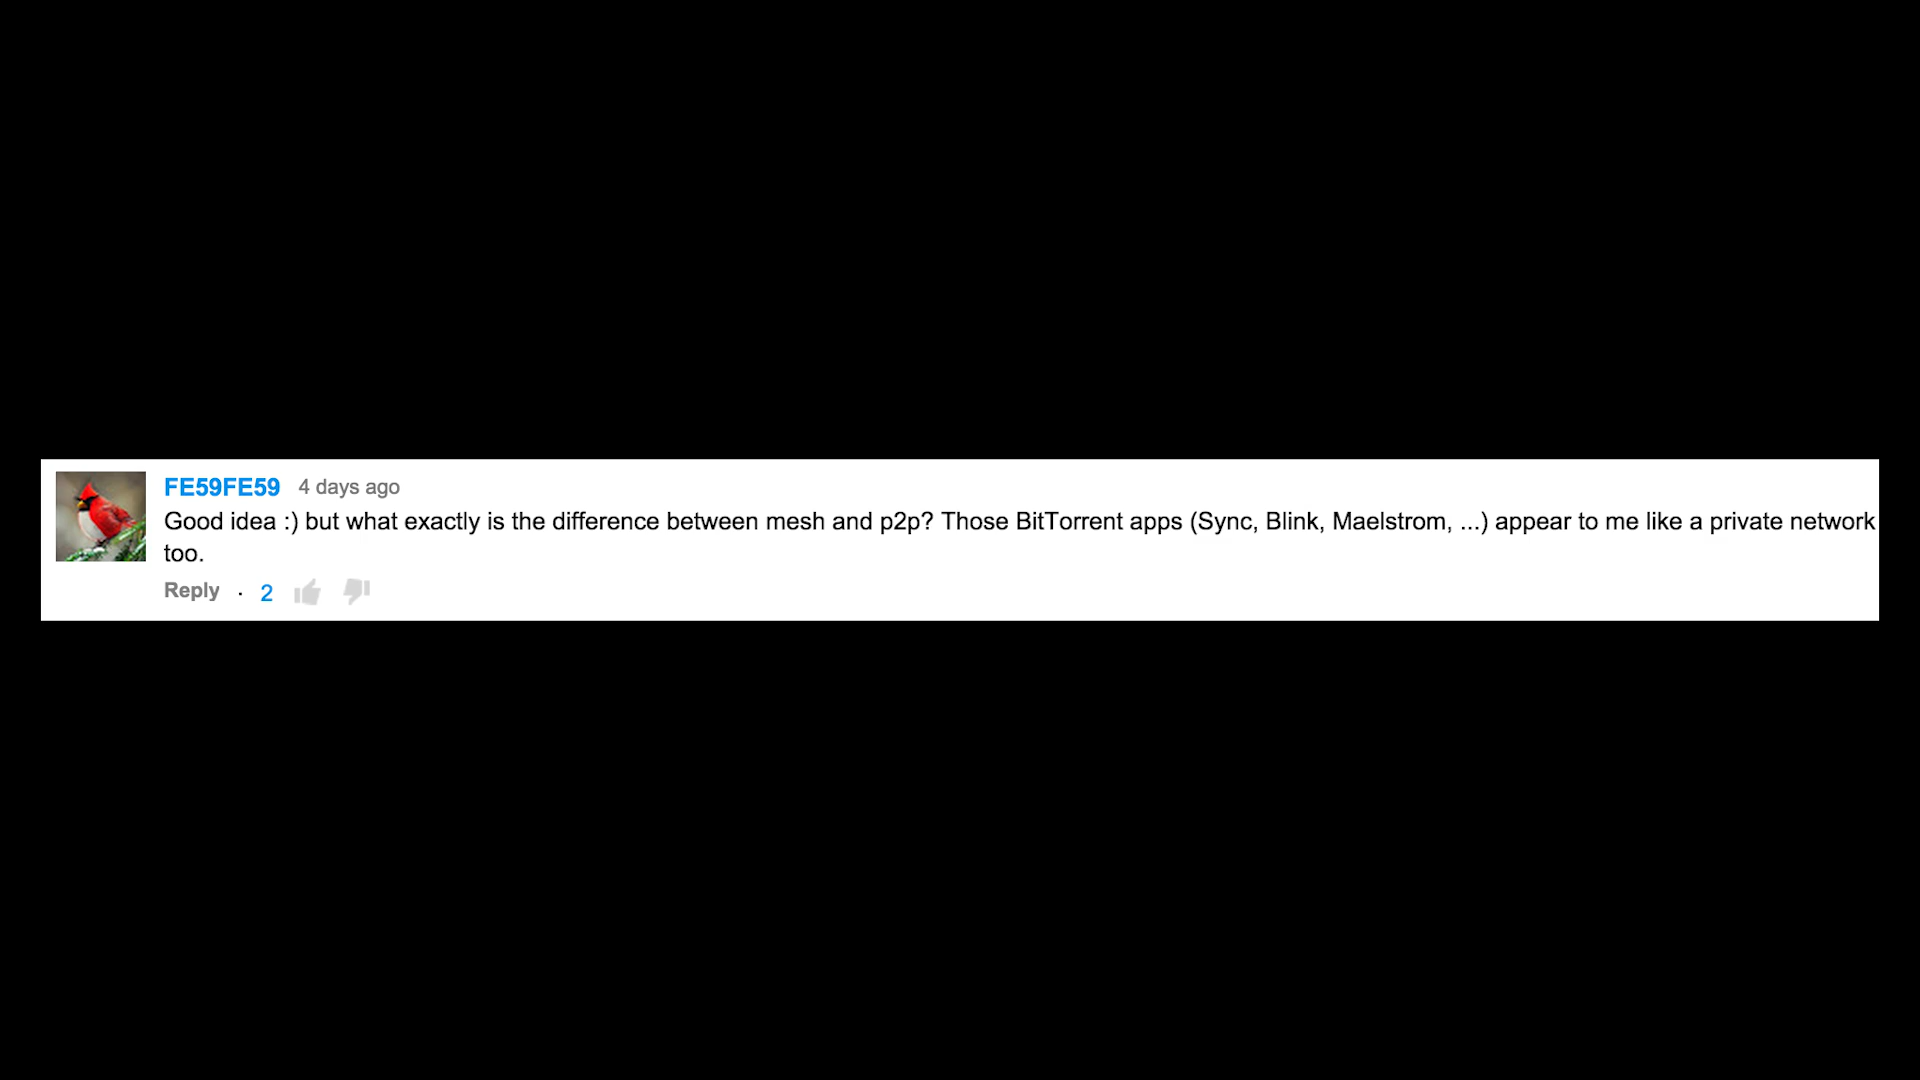 FE59FE59 4 days ago
Good idea :) but what exactly is the difference between mesh and p2p? Those BitTorrent apps (Sync, Blink, Maelstrom, ...) appear to me like a private network
too.
Reply · 2